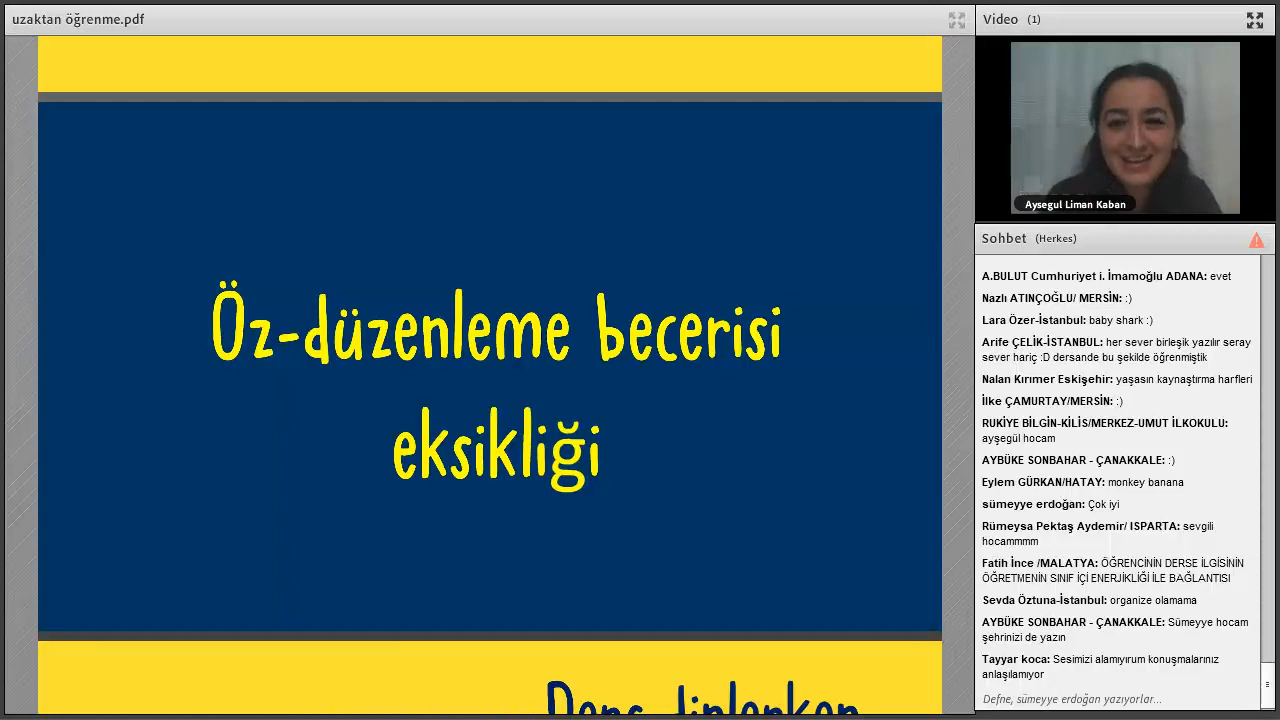 uzaktan öğrenme.pdf
Öz-düzenleme becerisi
eksikliği
Ders dinlerken
Video (1)
Aysegul Liman Kaban
Sohbet (Herkes)
A.BULUT Cumhuriyet i. İmamoğlu ADANA: evet
Nazlı ATINÇOĞLU/ MERSİN: :)
Lara Özer-İstanbul: baby shark :)
Arife ÇELİK-İSTANBUL: her sever birleşik yazılır seray
sever hariç :D dersande bu şekilde öğrenmiştik
Nalan Kırımer Eskişehir: yaşasın kaynaştırma harfleri
İlke ÇAMURTAY/MERSİN: :)
RUKİYE BİLGİN-KİLİS/MERKEZ-UMUT İLKOKULU:
ayşegül hocam
AYBÜKE SONBAHAR - ÇANAKKALE: :)
Eylem GÜRKAN/HATAY: monkey banana
sümeyye erdoğan: Çok iyi
Rümeysa Pektaş Aydemir/ ISPARTA: sevgili
hocammmm
Fatih İnce /MALATYA: ÖĞRENCİNİN DERSE İLGİSİNİN
ÖĞRETMENİN SINIF İÇİ ENERJİKLİĞİ İLE BAĞLANTISI
Sevda Öztuna-İstanbul: organize olamama
AYBÜKE SONBAHAR - ÇANAKKALE: Sümeyye hocam
şehrinizi de yazın
Tayyar koca: Sesimizi alamıyırum konuşmalarınız
anlaşılamıyor
Defne, sümeyye erdoğan yazıyorlar...